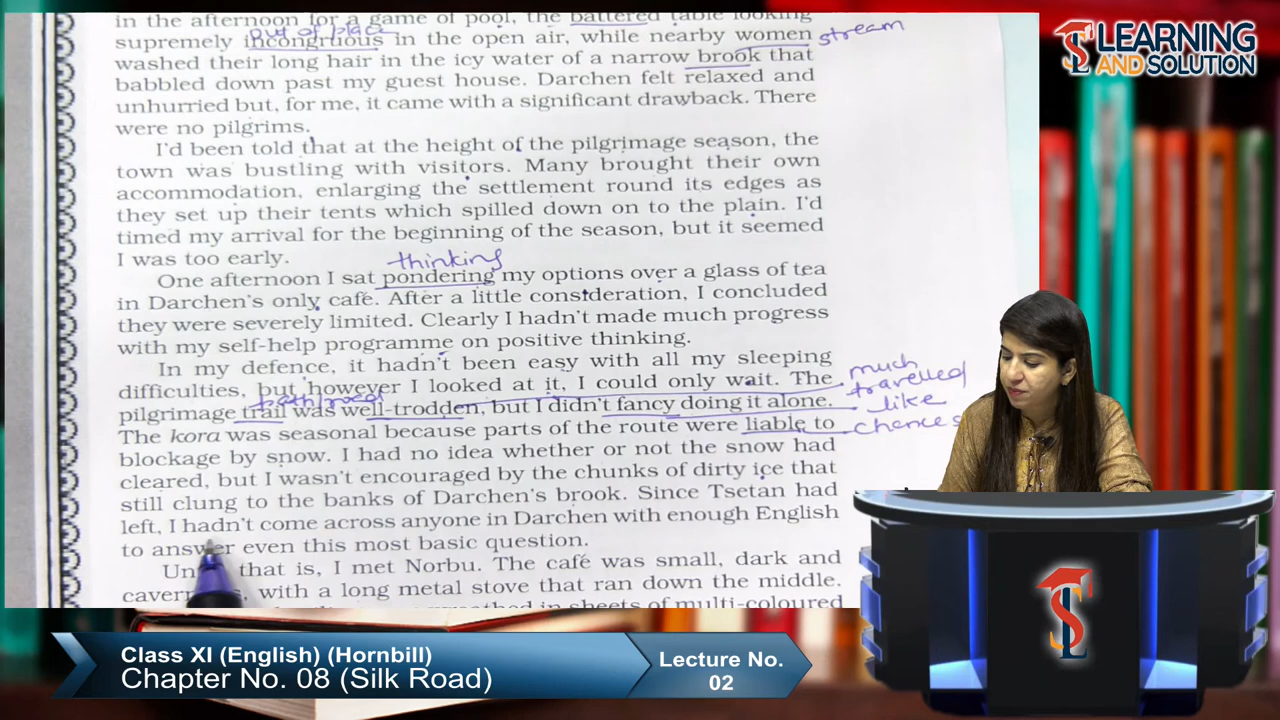 in the afternoon for a game of pool, the battered table looking
out of place
supremely incongruous in the open air, while nearby women
stream
washed their long hair in the icy water of a narrow brook that
babbled down past my guest house. Darchen felt relaxed and
unhurried but, for me, it came with a significant drawback. There
were no pilgrims.
I'd been told that at the height of the pilgrimage season, the
town was bustling with visitors. Many brought their own
accommodation, enlarging the settlement round its edges as
they set up their tents which spilled down on to the plain. I'd
timed my arrival for the beginning of the season, but it seemed
I was too early.
thinking
One afternoon I sat pondering my options over a glass of tea
in Darchen's only café. After a little consideration, I concluded
they were severely limited. Clearly I hadn't made much progress
with my self-help programme on positive thinking.
In my defence, it hadn't been easy with all my sleeping
difficulties, but however I looked at it, I could only wait. The
much
travelled
path/road
pilgrimage trail was well-trodden, but I didn't fancy doing it alone.
like
The kora was seasonal because parts of the route were liable to
chances
blockage by snow. I had no idea whether or not the snow had
cleared, but I wasn't encouraged by the chunks of dirty ice that
still clung to the banks of Darchen's brook. Since Tsetan had
left, I hadn't come across anyone in Darchen with enough English
to answer even this most basic question.
that is, I met Norbu. The café was small, dark and
with a long metal stove that ran down the middle.
in sheets of multi-coloured
LEARNING
AND SOLUTION
Class XI (English) (Hornbill)
Chapter No. 08 (Silk Road)
Lecture No.
02